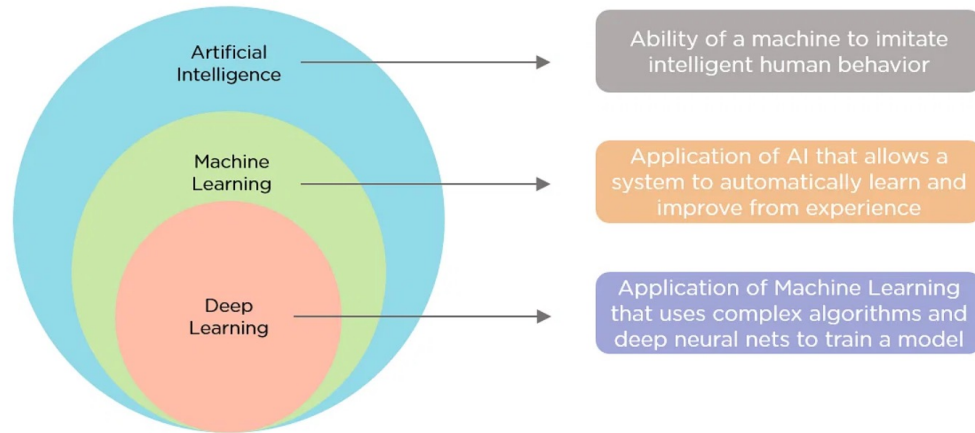 Artificial
Intelligence
Ability of a machine to imitate
intelligent human behavior
Machine
Learning
Application of AI that allows a
system to automatically learn and
improve from experience
Deep
Learning
Application of Machine Learning
that uses complex algorithms and
deep neural nets to train a model